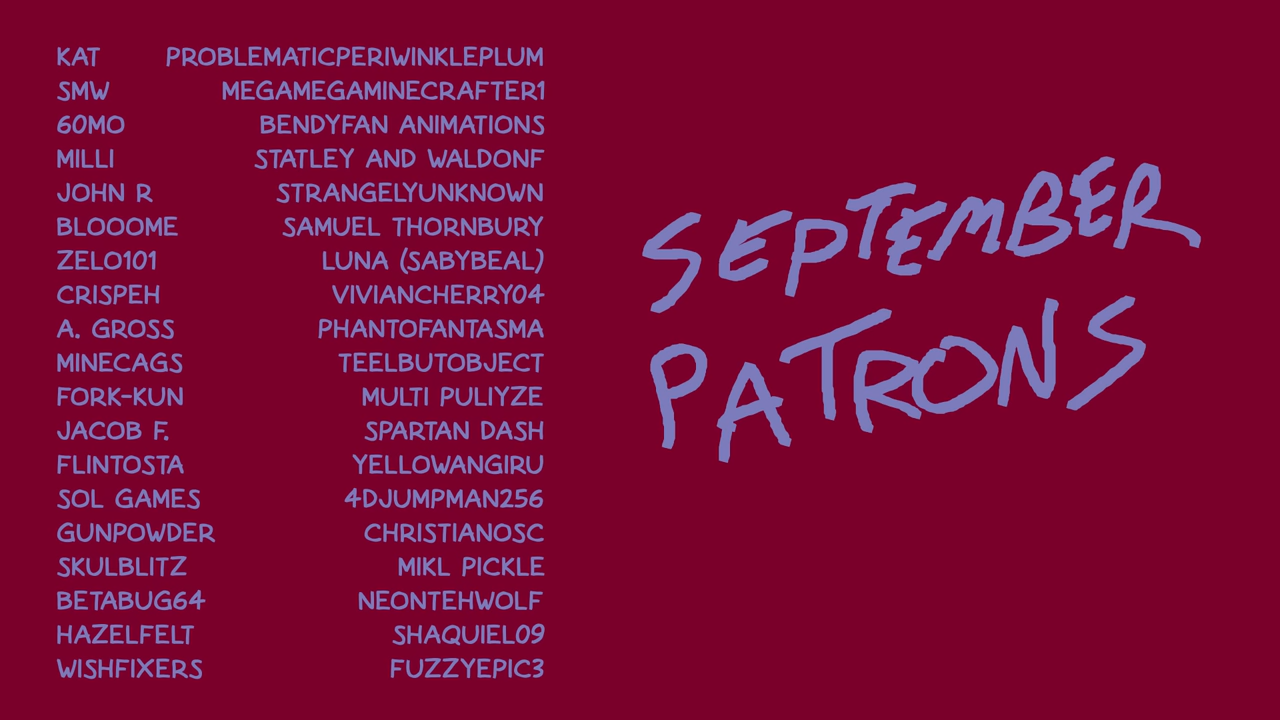 KAT PROBLEMATICPERIWINKLEPLUM
SMW MEGAMEGAMINECRAFTER1
60MO BENDYFAN ANIMATIONS
MILLI STATLEY AND WALDONF
JOHN R STRANGELYUNKNOWN
BLOOOME SAMUEL THORNBURY
ZELO101 LUNA (SABYBEAL)
CRISPEH VIVIANCHERRY04
A. GROSS PHANTOFANTASMA
MINECAGS TEELBUTOBJECT
FORK-KUN MULTI PULIYZE
JACOB F. SPARTAN DASH
FLINTOSTA YELLOWANGIRU
SOL GAMES 4DJUMPMAN256
GUNPOWDER CHRISTIANOSC
SKULBLITZ MIKL PICKLE
BETABUG64 NEONTEHWOLF
HAZELFELT SHAQUIEL09
WISHFIXERS FUZZYEPIC3
SEPTEMBER
PATRONS